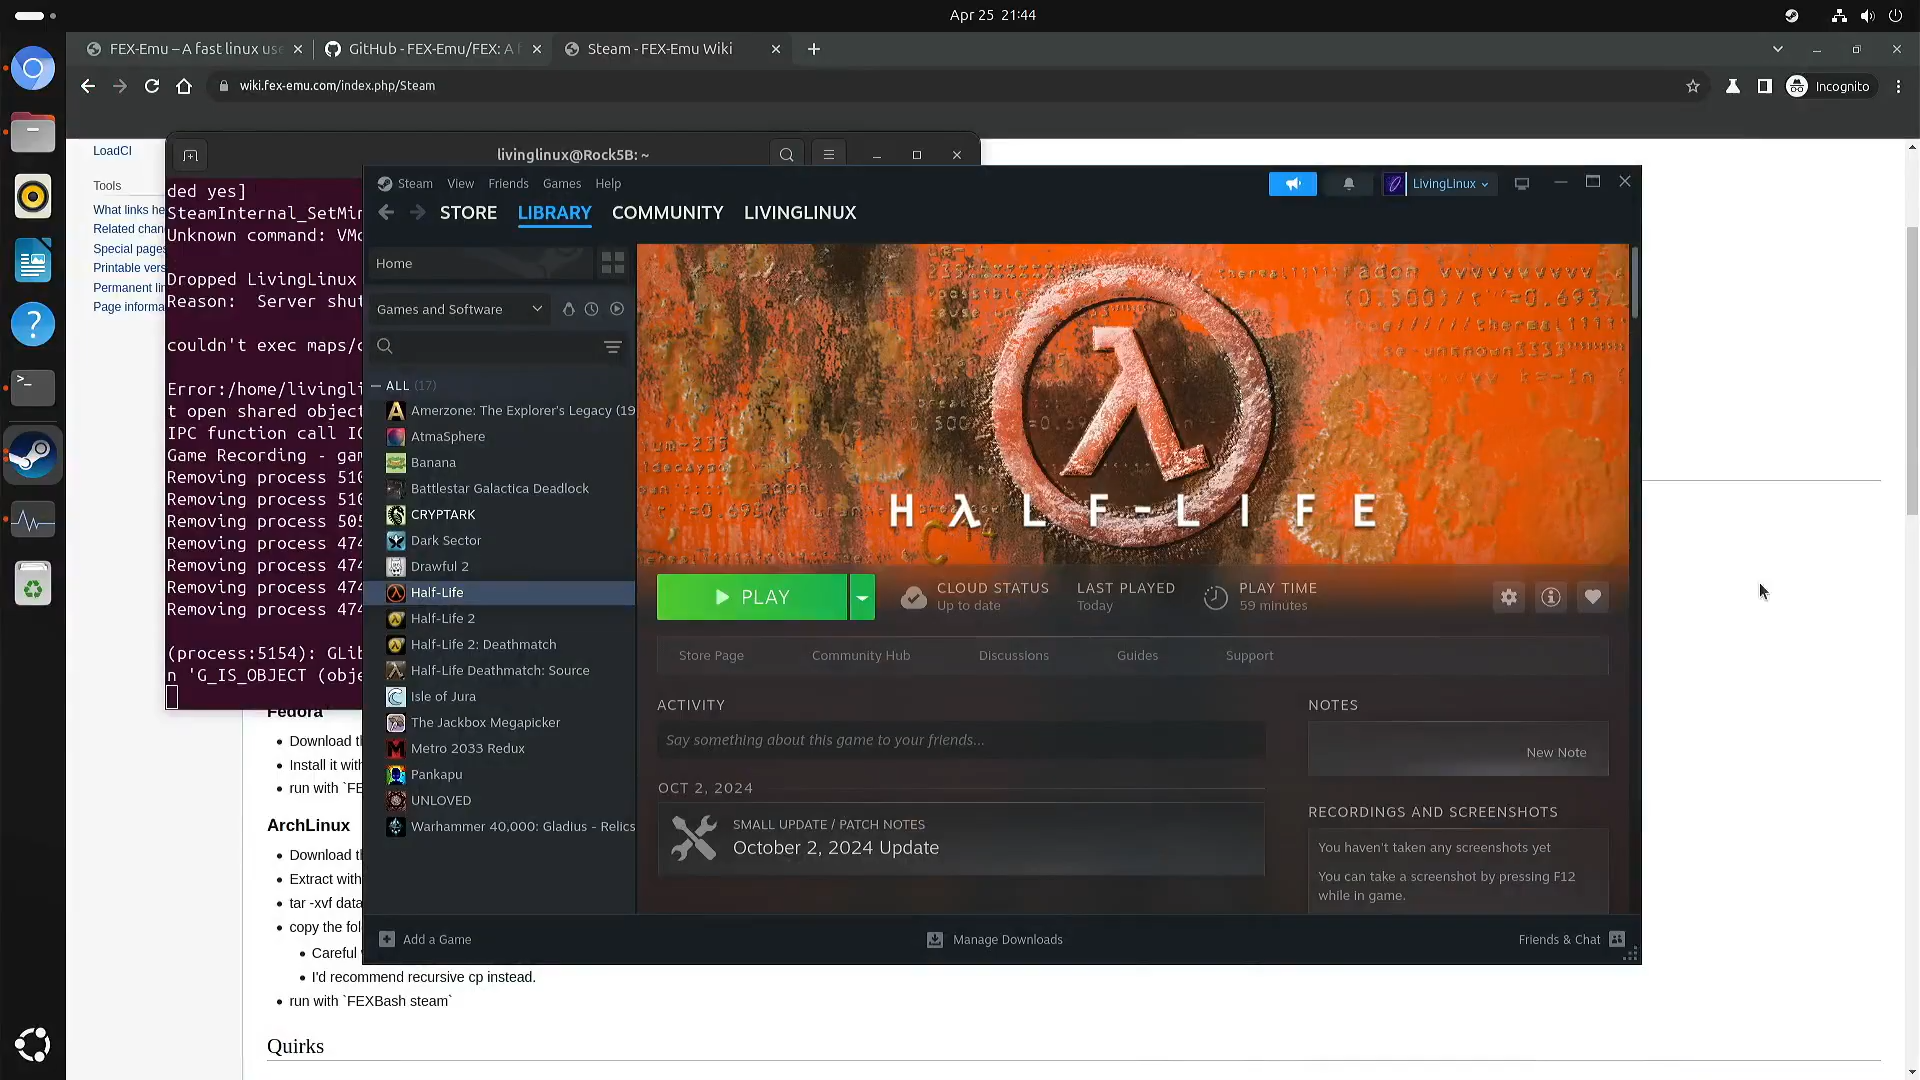 Apr 25 21:44
FEX-Emu – A fast linux use
GitHub - FEX-Emu/FEX: A f
Steam - FEX-Emu Wiki
wiki.fex-emu.com/index.php/Steam
Incognito
LoadCI
Tools
What links he
Related chan
Special pages
Printable vers
Permanent lin
Page informa
livinglinux@Rock5B: ~
ded yes]
SteamInternal_SetMin
Unknown command: VMo
Dropped LivingLinux
Reason:  Server shut
couldn't exec maps/c
Error:/home/livingli
t open shared object
IPC function call IC
Game Recording - gam
Removing process 510
Removing process 510
Removing process 505
Removing process 474
Removing process 474
Removing process 474
Removing process 474
(process:5154): GLib
n 'G_IS_OBJECT (obje
Steam View Friends Games Help
LivingLinux
STORE LIBRARY COMMUNITY LIVINGLINUX
Home
Games and Software
ALL (17)
Amerzone: The Explorer's Legacy (19
AtmaSphere
Banana
Battlestar Galactica Deadlock
CRYPTARK
Dark Sector
Drawful 2
Half-Life
Half-Life 2
Half-Life 2: Deathmatch
Half-Life Deathmatch: Source
Isle of Jura
The Jackbox Megapicker
Metro 2033 Redux
Pankapu
UNLOVED
Warhammer 40,000: Gladius - Relics
HλLF-LIFE
PLAY
CLOUD STATUS
Up to date
LAST PLAYED
Today
PLAY TIME
59 minutes
Store Page Community Hub Discussions Guides Support
ACTIVITY
Say something about this game to your friends...
OCT 2, 2024
SMALL UPDATE / PATCH NOTES
October 2, 2024 Update
NOTES
New Note
RECORDINGS AND SCREENSHOTS
You haven't taken any screenshots yet
You can take a screenshot by pressing F12
while in game.
Add a Game
Manage Downloads
Friends & Chat
Fedora
Download th
Install it with
run with `FE
ArchLinux
Download th
Extract with
tar -xvf data
copy the fol
Careful
I'd recommend recursive cp instead.
run with `FEXBash steam`
Quirks